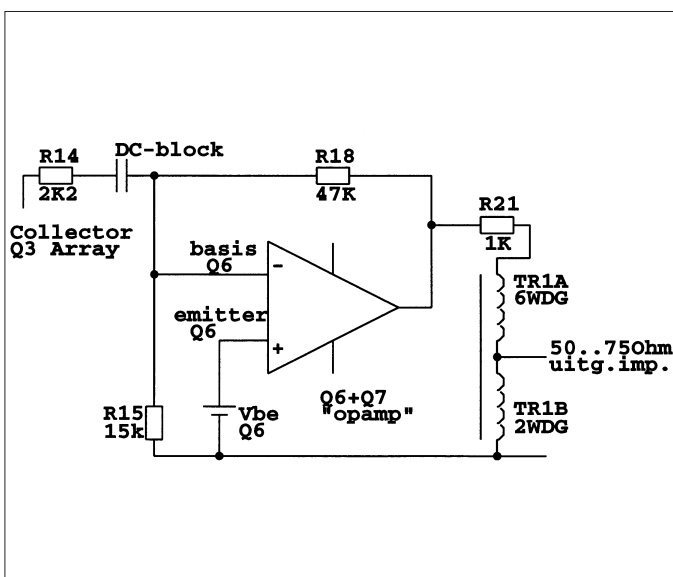 DC-block
R14
2K2
R18
47K
R21
1K
Collector
Q3 Array
basis
Q6
-
emitter
Q6
+
TR1A
6WDG
50..75Ohm
uitg.imp.
Q6+Q7
"opamp"
R15
15k
Vbe
Q6
TR1B
2WDG